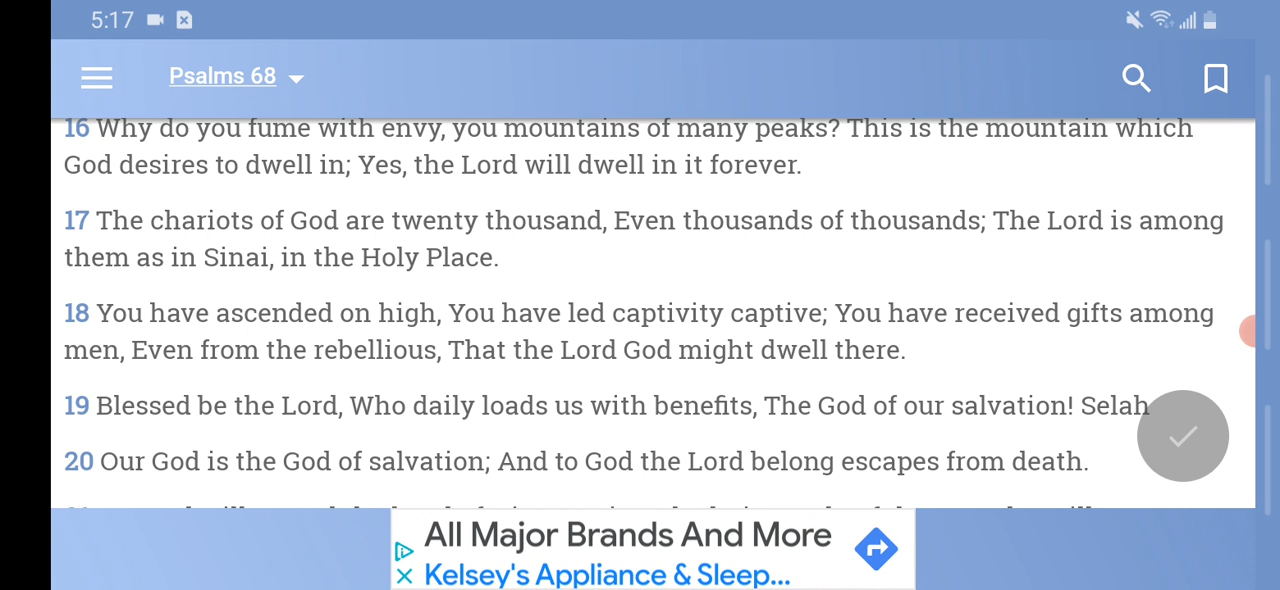 5:17
Psalms 68
16 Why do you fume with envy, you mountains of many peaks? This is the mountain which
God desires to dwell in; Yes, the Lord will dwell in it forever.
17 The chariots of God are twenty thousand, Even thousands of thousands; The Lord is among
them as in Sinai, in the Holy Place.
18 You have ascended on high, You have led captivity captive; You have received gifts among
men, Even from the rebellious, That the Lord God might dwell there.
19 Blessed be the Lord, Who daily loads us with benefits, The God of our salvation! Selah
20 Our God is the God of salvation; And to God the Lord belong escapes from death.
All Major Brands And More
Kelsey's Appliance & Sleep...